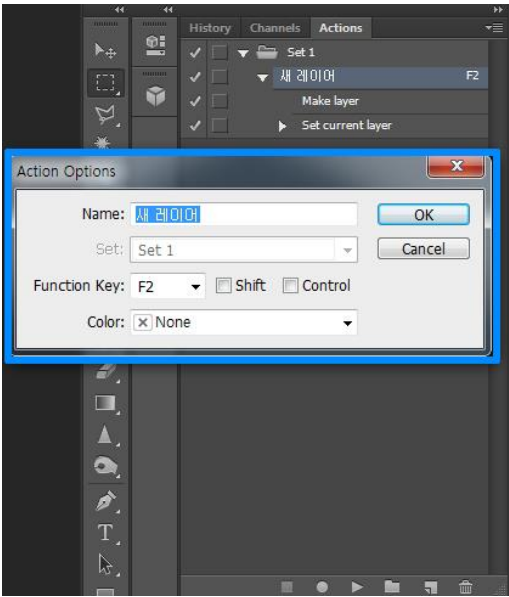 History Channels Actions
Set 1
새 레이어 F2
Make layer
Set current layer
Action Options
Name: 새 레이어
OK
Set: Set 1
Cancel
Function Key: F2 Shift Control
Color: None